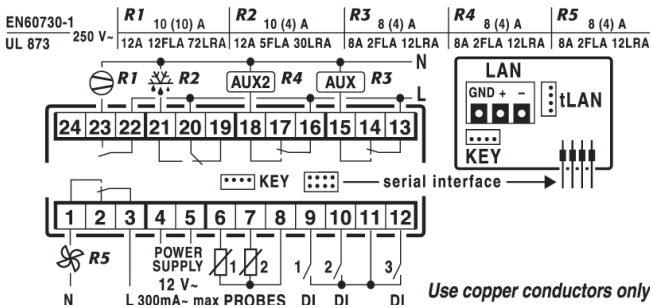 EN60730-1 250 V~ R1 10 (10) A R2 10 (4) A R3 8 (4) A R4 8 (4) A R5 8 (4) A
UL 873 12A 12FLA 72LRA 12A 5FLA 30LRA 8A 2FLA 12LRA 8A 2FLA 12LRA 8A 2FLA 12LRA
N
R1 R2 AUX2 R4 AUX R3
L
24 23 22 21 20 19 18 17 16 15 14 13
LAN
GND + -
tLAN
KEY
KEY serial interface
1 2 3 4 5 6 7 8 9 10 11 12
R5 POWER 1 2 1 2 3
SUPPLY
12 V~
N L 300mA~ max PROBES DI DI DI
Use copper conductors only